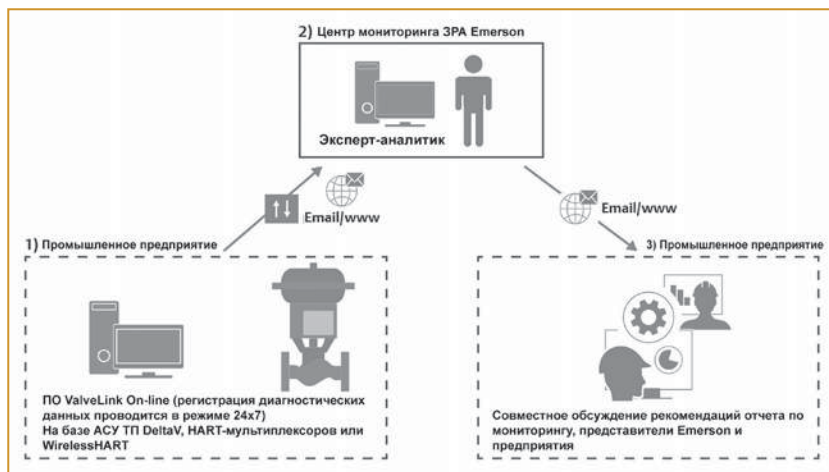 2) Центр мониторинга ЗРА Emerson
Эксперт-аналитик
Email/www
Email/www
1) Промышленное предприятие
3) Промышленное предприятие
ПО ValveLink On-line (регистрация диагностических
данных проводится в режиме 24х7)
На базе АСУ ТП DeltaV, HART-мультиплексоров или
WirelessHART
Совместное обсуждение рекомендаций отчета по
мониторингу, представители Emerson и
предприятия